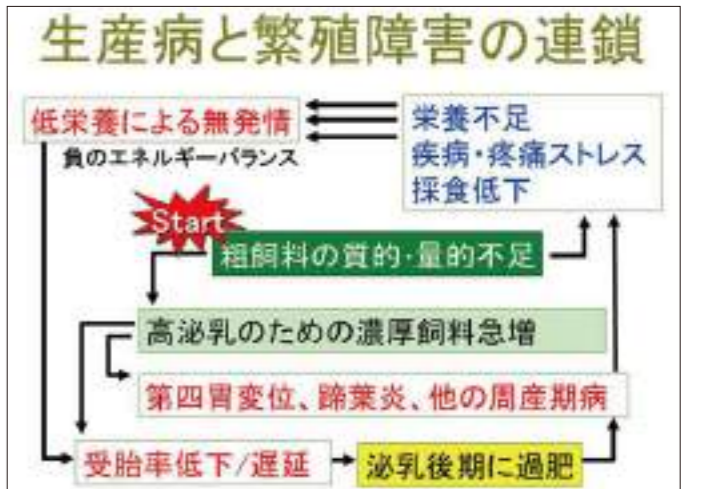 生産病と繁殖障害の連鎖
低栄養による無発情
負のエネルギーバランス
栄養不足
疾病・疼痛ストレス
採食低下
Start
粗飼料の質的・量的不足
高泌乳のための濃厚飼料急増
第四胃変位、蹄葉炎、他の周産期病
受胎率低下/遅延
泌乳後期に過肥